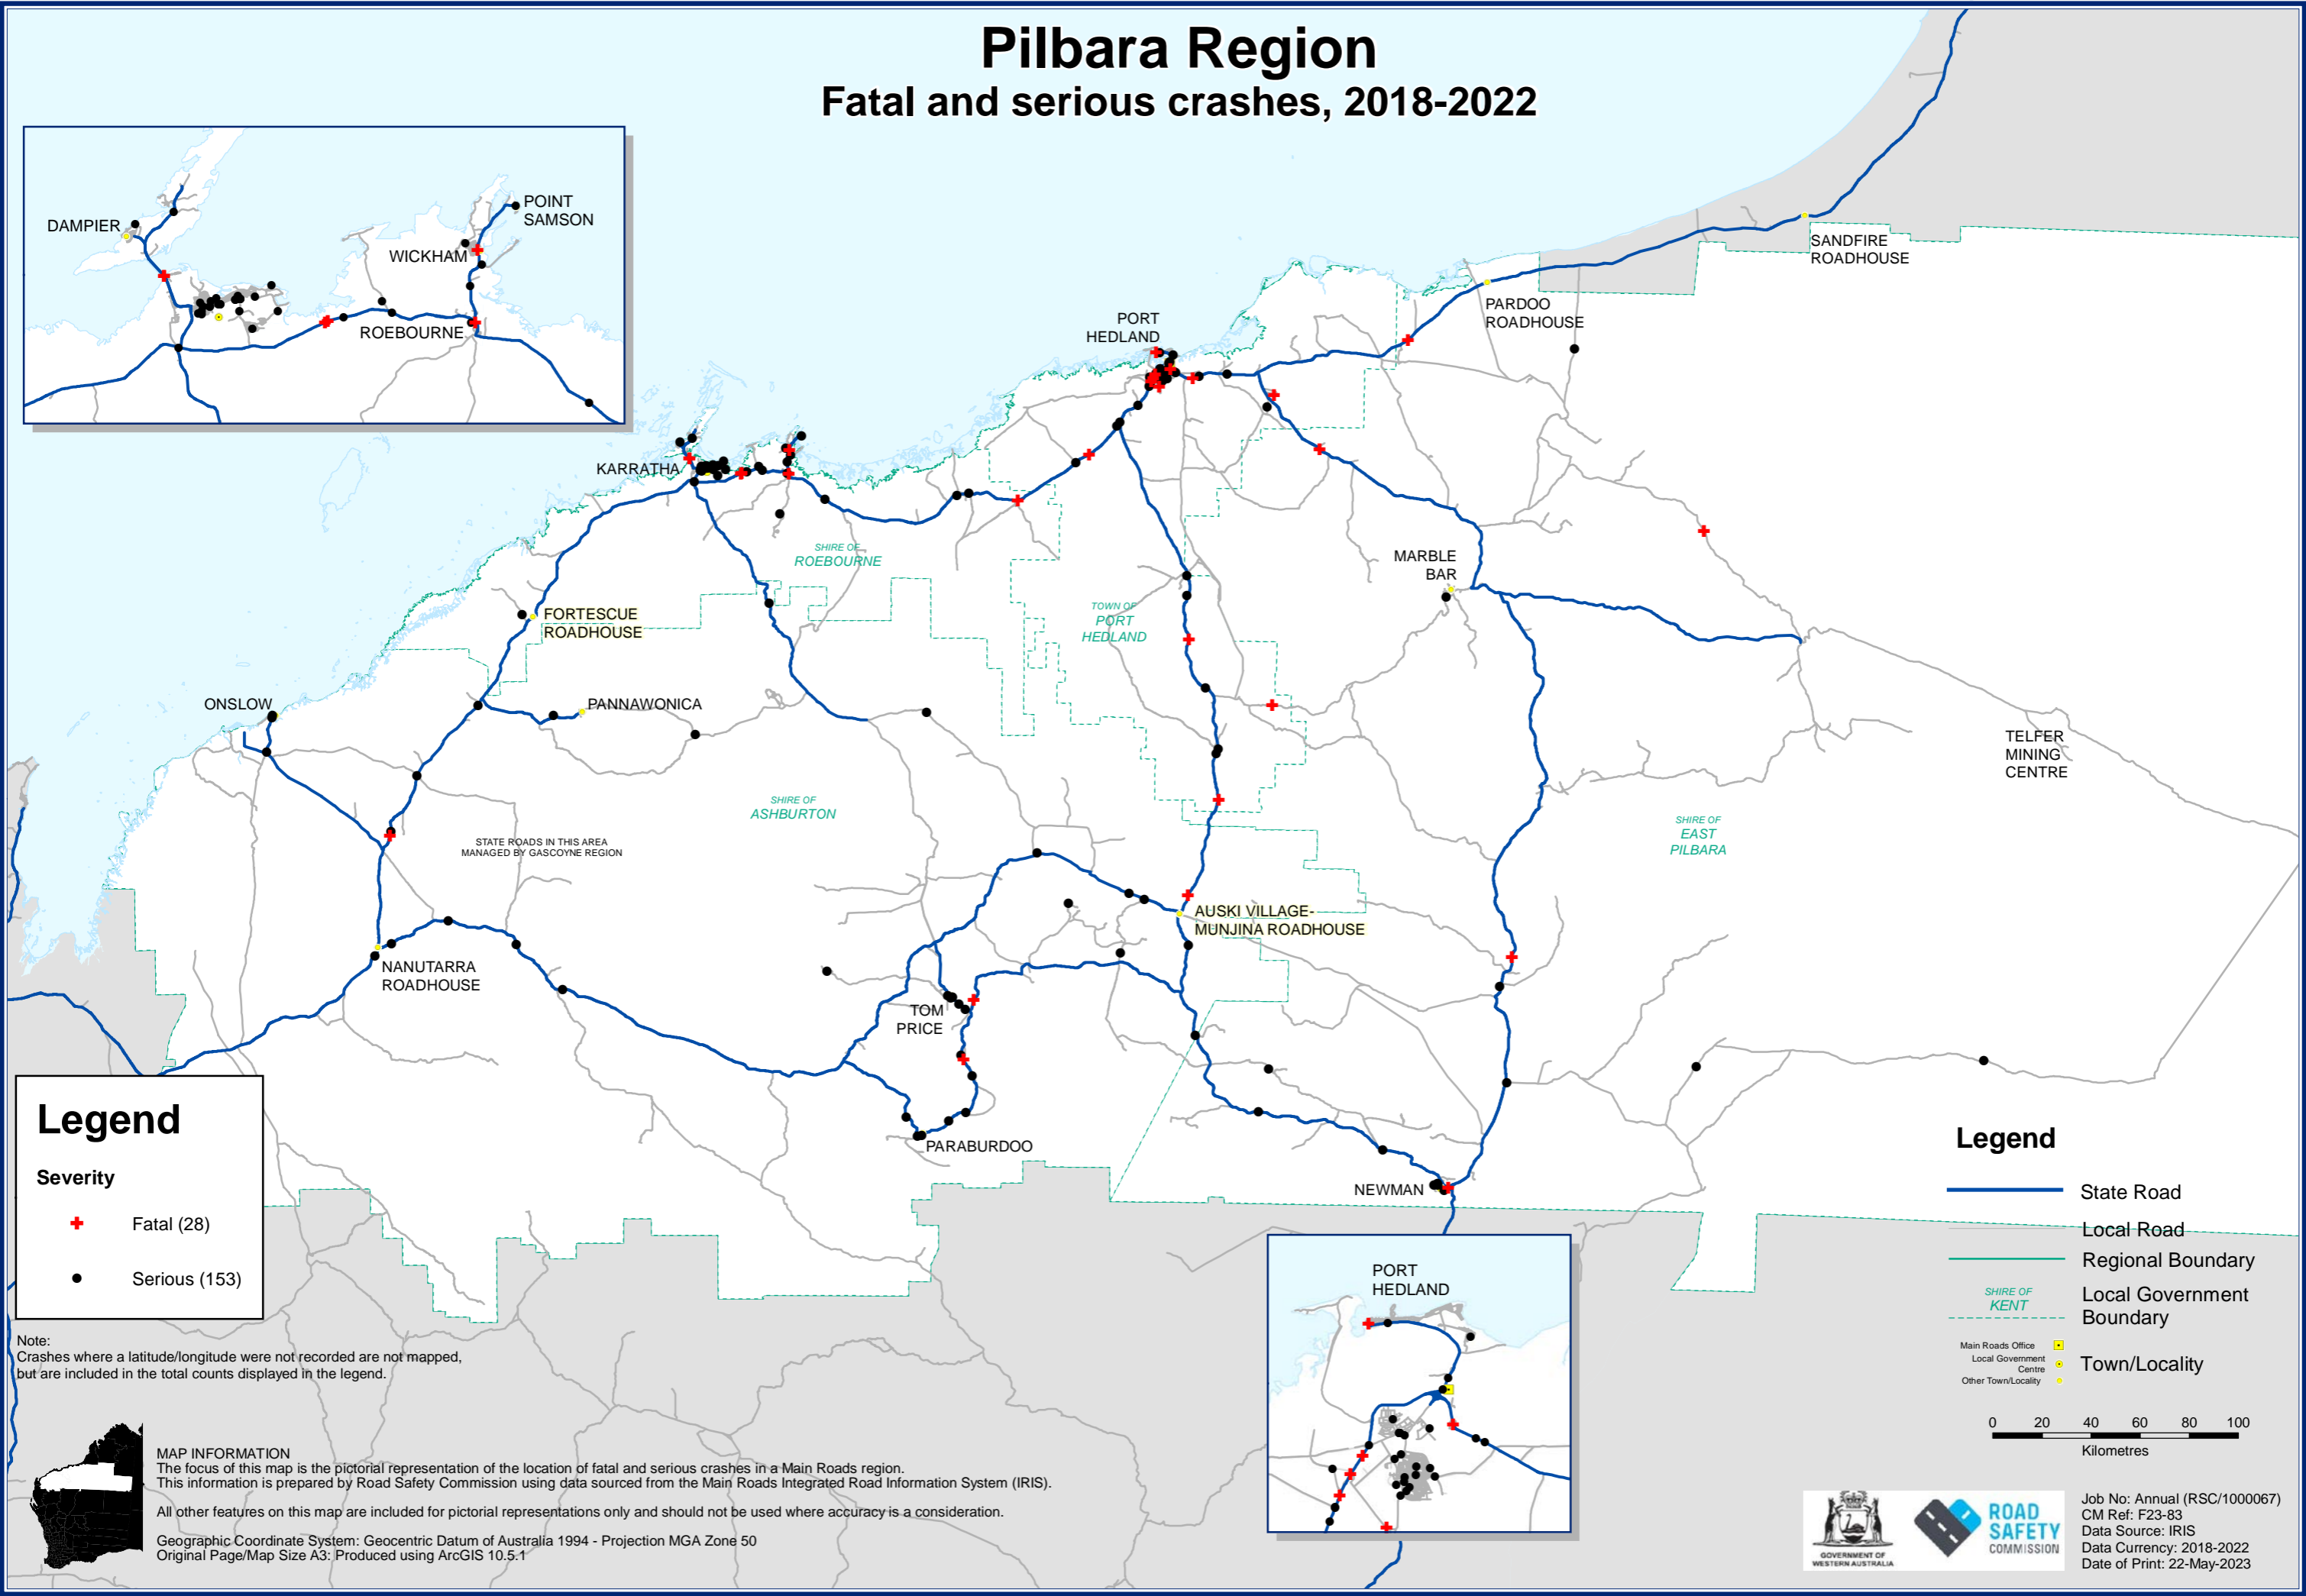 Pilbara Region
Fatal and serious crashes, 2018-2022
DAMPIER
POINT
SAMSON
WICKHAM
ROEBOURNE
SANDFIRE
ROADHOUSE
PARDOO
ROADHOUSE
PORT
HEDLAND
KARRATHA
SHIRE OF
ROEBOURNE
MARBLE
BAR
TOWN OF
PORT
HEDLAND
FORTESCUE
ROADHOUSE
ONSLOW
PANNAWONICA
TELFER
MINING
CENTRE
SHIRE OF
ASHBURTON
SHIRE OF
EAST
PILBARA
STATE ROADS IN THIS AREA
MANAGED BY GASCOYNE REGION
AUSKI VILLAGE-
MUNJINA ROADHOUSE
NANUTARRA
ROADHOUSE
TOM
PRICE
PARABURDOO
NEWMAN
Legend
Severity
Fatal (28)
Serious (153)
Note:
Crashes where a latitude/longitude were not recorded are not mapped,
but are included in the total counts displayed in the legend.
MAP INFORMATION
The focus of this map is the pictorial representation of the location of fatal and serious crashes in a Main Roads region.
This information is prepared by Road Safety Commission using data sourced from the Main Roads Integrated Road Information System (IRIS).
All other features on this map are included for pictorial representations only and should not be used where accuracy is a consideration.
Geographic Coordinate System: Geocentric Datum of Australia 1994 - Projection MGA Zone 50
Original Page/Map Size A3: Produced using ArcGIS 10.5.1
PORT
HEDLAND
Legend
State Road
Local Road
Regional Boundary
SHIRE OF
KENT
Local Government
Boundary
Main Roads Office
Local Government
Centre
Other Town/Locality
Town/Locality
0 20 40 60 80 100
Kilometres
GOVERNMENT OF
WESTERN AUSTRALIA
ROAD
SAFETY
COMMISSION
Job No: Annual (RSC/1000067)
CM Ref: F23-83
Data Source: IRIS
Data Currency: 2018-2022
Date of Print: 22-May-2023